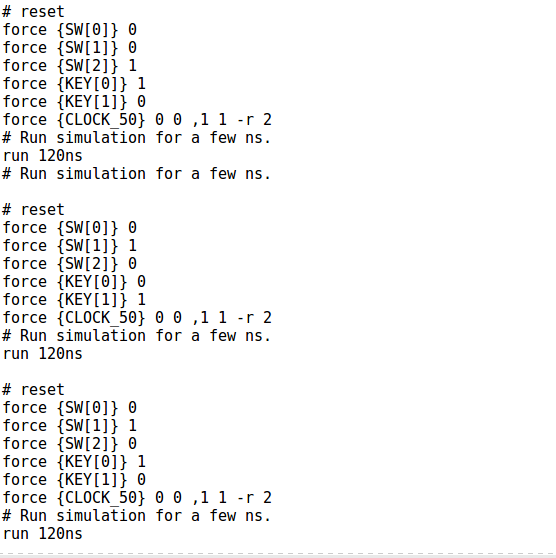 # reset
force {SW[0]} 0
force {SW[1]} 0
force {SW[2]} 1
force {KEY[0]} 1
force {KEY[1]} 0
force {CLOCK_50} 0 0 ,1 1 -r 2
# Run simulation for a few ns.
run 120ns
# Run simulation for a few ns.

# reset
force {SW[0]} 0
force {SW[1]} 1
force {SW[2]} 0
force {KEY[0]} 0
force {KEY[1]} 1
force {CLOCK_50} 0 0 ,1 1 -r 2
# Run simulation for a few ns.
run 120ns

# reset
force {SW[0]} 0
force {SW[1]} 1
force {SW[2]} 0
force {KEY[0]} 1
force {KEY[1]} 0
force {CLOCK_50} 0 0 ,1 1 -r 2
# Run simulation for a few ns.
run 120ns